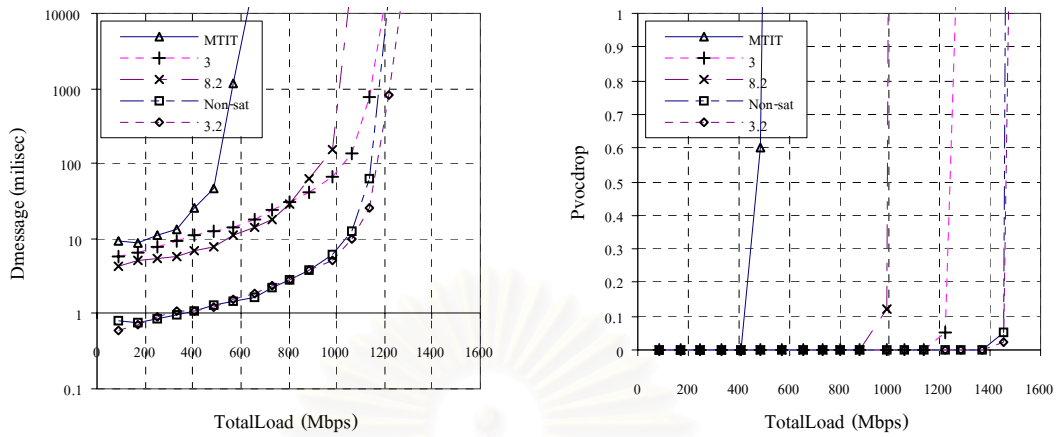 10000
1000
100
10
1
0.1
Dmessage (milisec)
MTIT
3
8.2
Non-sat
3.2
0 200 400 600 800 1000 1200 1400 1600
TotalLoad (Mbps)
1
0.9
0.8
0.7
0.6
0.5
0.4
0.3
0.2
0.1
0
Pvocdrop
MTIT
3
8.2
Non-sat
3.2
0 200 400 600 800 1000 1200 1400 1600
TotalLoad (Mbps)